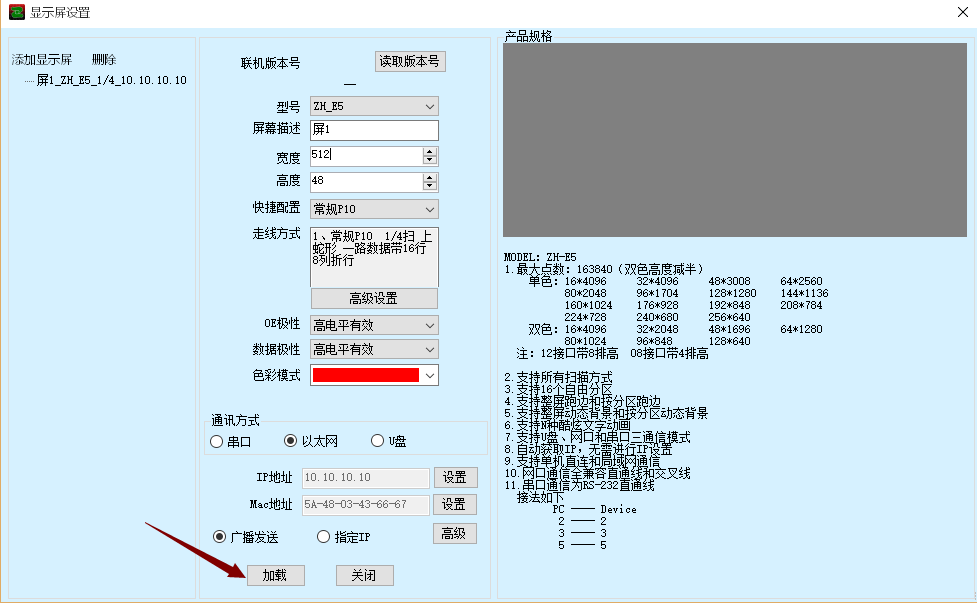 显示屏设置
添加显示屏 删除
屏1_ZH_E5_1/4_10.10.10.10
联机版本号 读取版本号
—
型号 ZH_E5
屏幕描述 屏1
宽度 512
高度 48
快捷配置 常规P10
走线方式 1、常规P10 1/4扫 上
蛇形 一路数据带16行
8列折行
高级设置
OE极性 高电平有效
数据极性 高电平有效
色彩模式
通讯方式
串口 以太网 U盘
IP地址 10.10.10.10 设置
Mac地址 5A-48-03-43-66-67 设置
广播发送 指定IP 高级
加载 关闭
产品规格
MODEL: ZH-E5
1.最大点数: 163840 (双色高度减半)
单色: 16*4096 32*4096 48*3008 64*2560
80*2048 96*1704 128*1280 144*1136
160*1024 176*928 192*848 208*784
224*728 240*680 256*640
双色: 16*4096 32*2048 48*1696 64*1280
80*1024 96*848 128*640
注: 12接口带8排高 08接口带4排高
2.支持所有扫描方式
3.支持16个自由分区
4.支持整屏跑边和按分区跑边
5.支持整屏动态背景和按分区动态背景
6.支持N种酷炫文字动画
7.支持U盘、网口和串口三通信模式
8.自动获取IP,无需进行IP设置
9.支持单机直连和局域网通信
10.网口通信全兼容直通线和交叉线
11.串口通信为RS-232直通线
接法如下
PC —— Device
2 —— 2
3 —— 3
5 —— 5